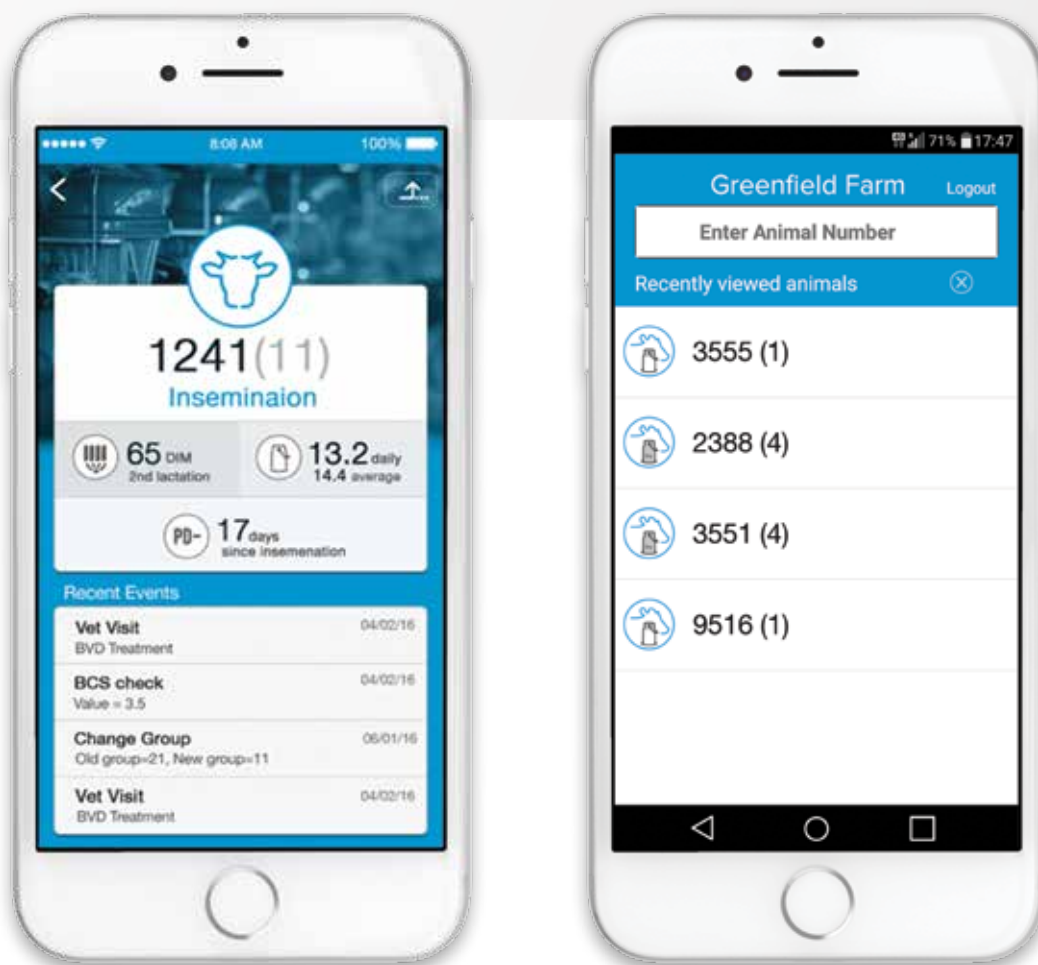 8:08 AM 100%
1241(11)
Inseminaion
65 DIM
2nd lactation
13.2 daily
14.4 average
PD-
17 days
since insemenation
Recent Events
Vet Visit 04/02/16
BVD Treatment
BCS check 04/02/16
Value = 3.5
Change Group 06/01/16
Old group=21, New group=11
Vet Visit 04/02/16
BVD Treatment
71% 17:47
Greenfield Farm Logout
Enter Animal Number
Recently viewed animals
3555 (1)
2388 (4)
3551 (4)
9516 (1)